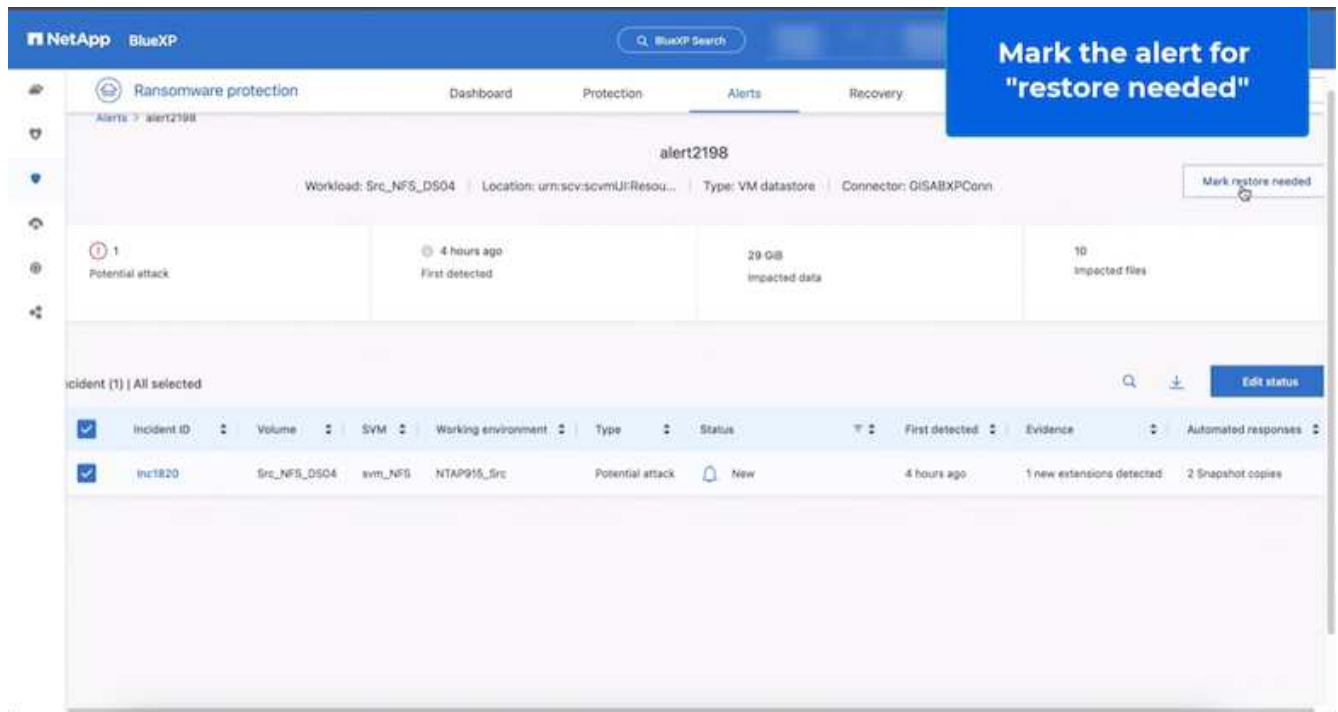 NetApp BlueXP
BlueXP Search
Mark the alert for
"restore needed"
Ransomware protection
Dashboard Protection Alerts Recovery
Alerts > alert2198
alert2198
Workload: Src_NFS_DS04 Location: urn:scv:scvmUI:Resou... Type: VM datastore Connector: GISABXPConn
Mark restore needed
1
Potential attack
4 hours ago
First detected
29 GiB
Impacted data
10
Impacted files
cident (1) | All selected
Edit status
Incident ID Volume SVM Working environment Type Status First detected Evidence Automated responses
Inc1820 Src_NFS_DS04 svm_NFS NTAP915_Src Potential attack New 4 hours ago 1 new extensions detected 2 Snapshot copies